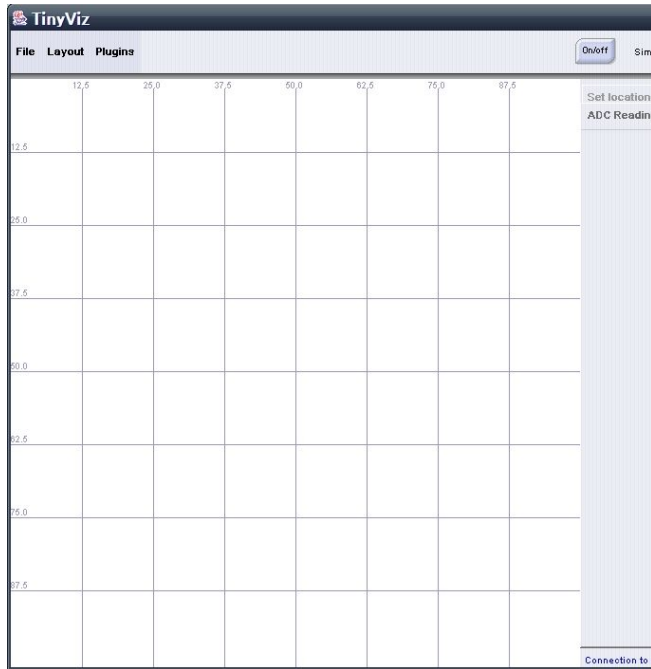 TinyViz
File Layout Plugins On/off Sim
12,5 25,0 37,5 50,0 62,5 75,0 87,5
Set location
ADC Readin
12.5
25.0
37.5
50.0
62.5
75.0
87.5
Connection to